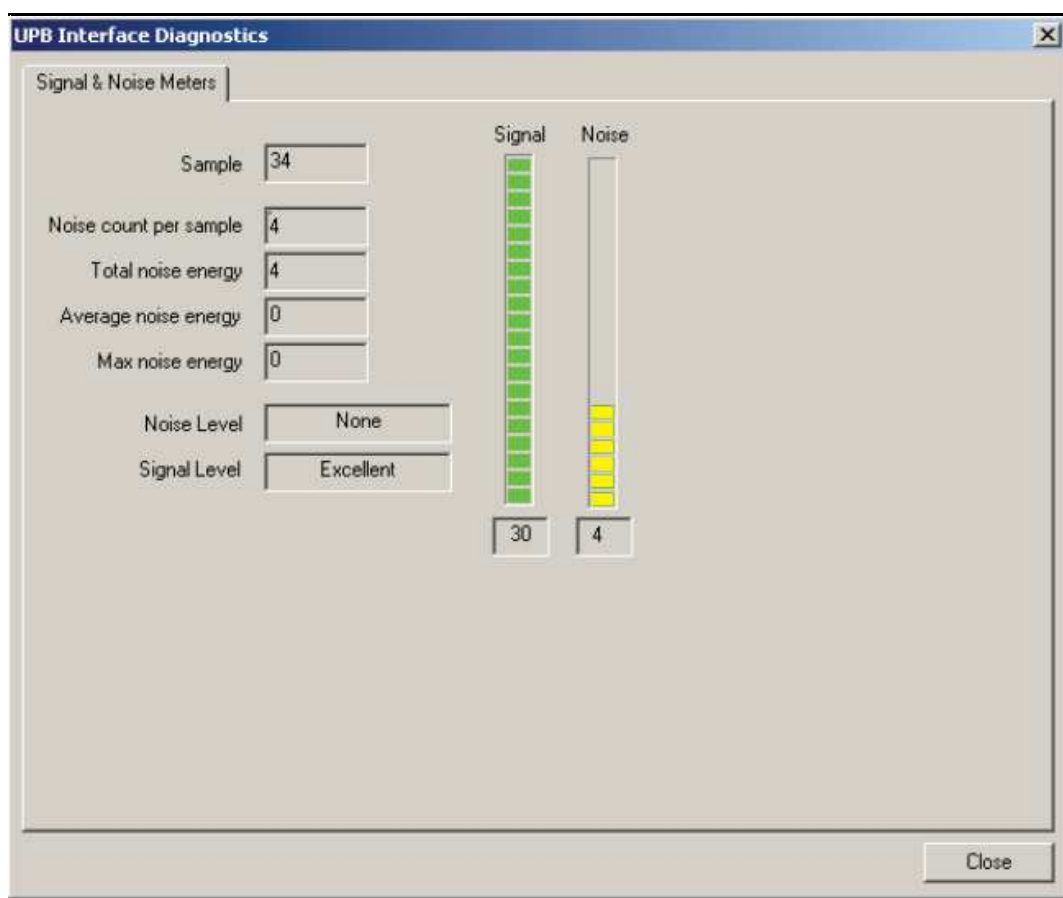 UPB Interface Diagnostics
Signal & Noise Meters
Signal Noise
Sample 34
Noise count per sample 4
Total noise energy 4
Average noise energy 0
Max noise energy 0
Noise Level None
Signal Level Excellent
30 4
Close